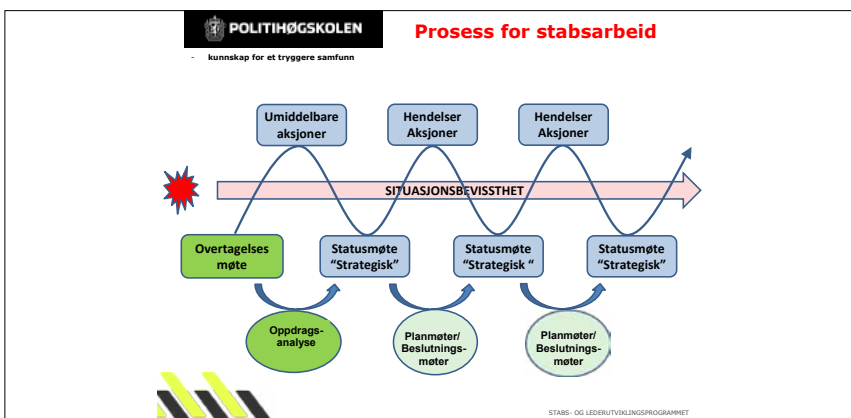 POLITIHØGSKOLEN
Prosess for stabsarbeid
- kunnskap for et tryggere samfunn
Umiddelbare
aksjoner
Hendelser
Aksjoner
Hendelser
Aksjoner
SITUASJONSBEVISSTHET
Overtagelses
møte
Statusmøte
“Strategisk”
Statusmøte
“Strategisk “
Statusmøte
“Strategisk”
Oppdrags-
analyse
Planmøter/
Beslutnings-
møter
Planmøter/
Beslutnings-
møter
STABS- OG LEDERUTVIKLINGSPROGRAMMET